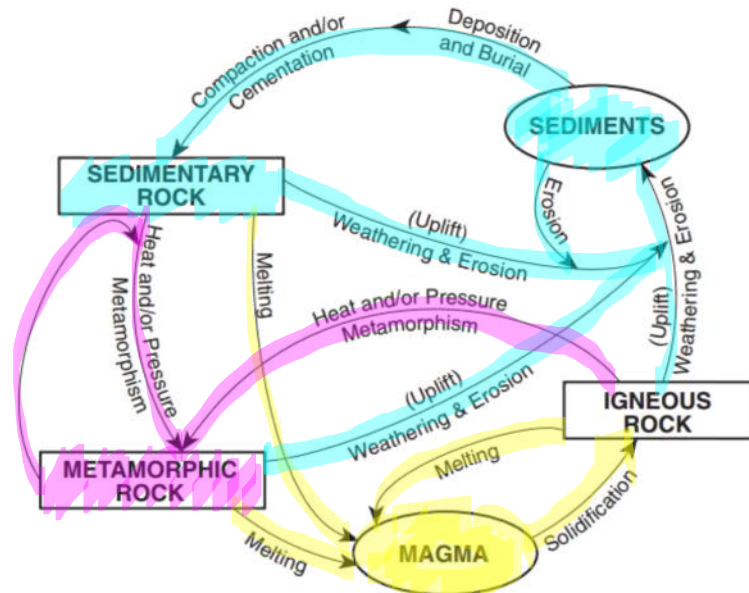 Deposition
and Burial
Compaction and/or
Cementation
SEDIMENTS
SEDIMENTARY
ROCK
Erosion
(Uplift)
Weathering & Erosion
(Uplift)
Weathering & Erosion
Heat and/or Pressure
Metamorphism
Melting
Heat and/or Pressure
Metamorphism
(Uplift)
Weathering & Erosion
IGNEOUS
ROCK
METAMORPHIC
ROCK
Melting
Melting
MAGMA
Solidification